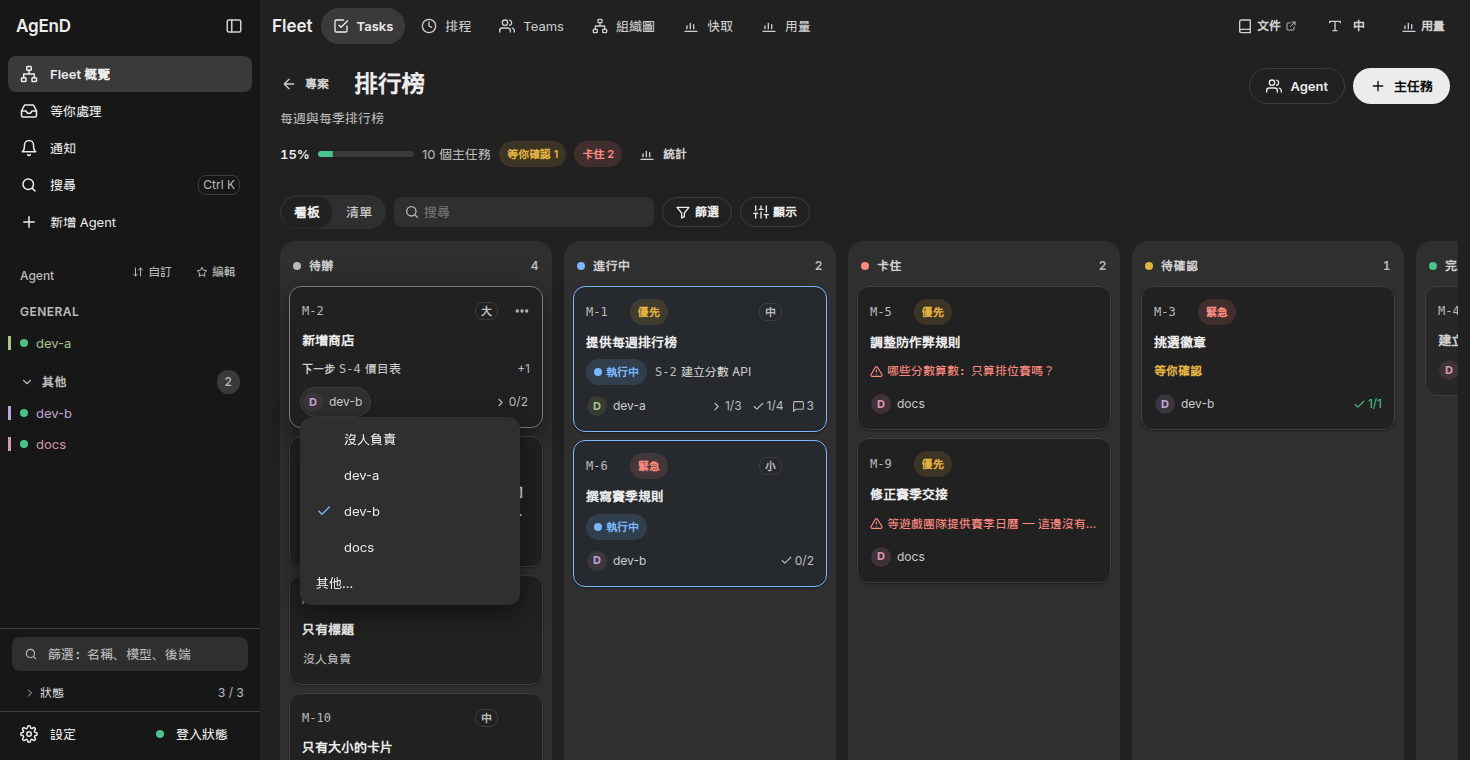 AgEnD
Fleet 概覽
等你處理
通知
搜尋
Ctrl K
新增 Agent
Agent
自訂
編輯
GENERAL
dev-a
其他
2
dev-b
docs
篩選：名稱、模型、後端
狀態
3 / 3
設定
登入狀態
Fleet
Tasks
排程
Teams
組織圖
快取
用量
文件
中
用量
專案
排行榜
Agent
主任務
每週與每季排行榜
15%
10 個主任務
等你確認 1
卡住 2
統計
看板
清單
搜尋
篩選
顯示
待辦
4
M-2
大
新增商店
下一步 S-4 價目表
+1
D
dev-b
0/2
沒人負責
dev-a
dev-b
docs
其他...
只有標題
沒人負責
M-10
中
只有大小的卡片
進行中
2
M-1
優先
中
提供每週排行榜
執行中
S-2 建立分數 API
D
dev-a
1/3
1/4
3
M-6
緊急
小
撰寫賽季規則
執行中
D
dev-b
0/2
卡住
2
M-5
優先
調整防作弊規則
哪些分數算數：只算排位賽嗎？
D
docs
M-9
優先
修正賽季交接
等遊戲團隊提供賽季日曆 — 這邊沒有...
D
docs
待確認
1
M-3
緊急
挑選徽章
等你確認
D
dev-b
1/1
完
M-4
建立
D